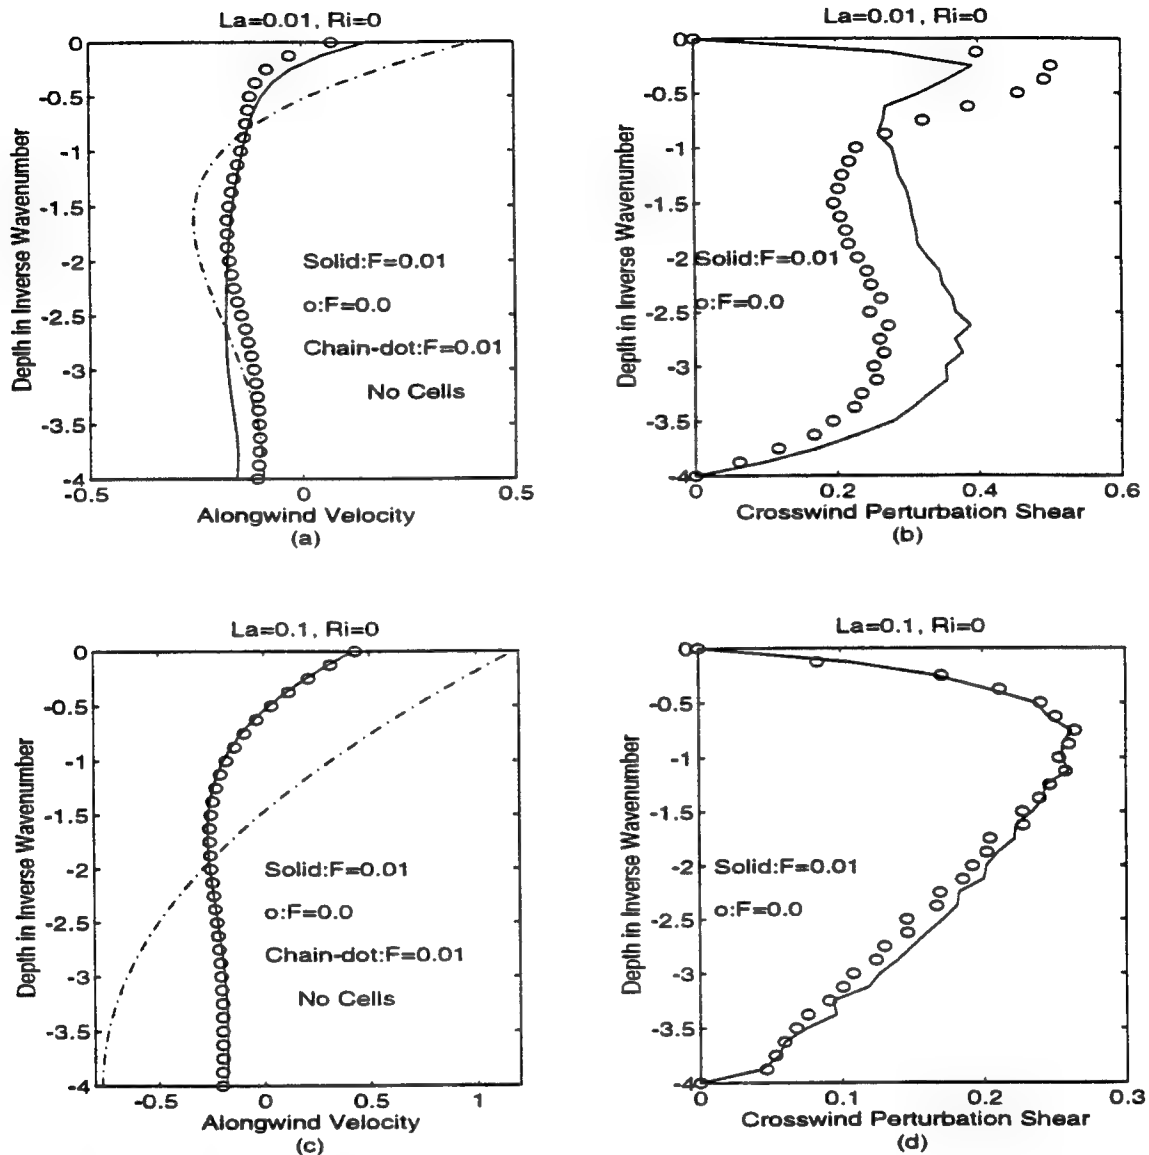 La=0.01, Ri=0
0
-0.5
-1
-1.5
-2
-2.5
-3
-3.5
-4
Depth in Inverse Wavenumber
Solid:F=0.01
o:F=0.0
Chain-dot:F=0.01
No Cells
-0.5
0
0.5
Alongwind Velocity
(a)
La=0.01, Ri=0
0
-0.5
-1
-1.5
-2
-2.5
-3
-3.5
-4
Depth in Inverse Wavenumber
Solid:F=0.01
o:F=0.0
0
0.2
0.4
0.6
Crosswind Perturbation Shear
(b)
La=0.1, Ri=0
0
-0.5
-1
-1.5
-2
-2.5
-3
-3.5
-4
Depth in Inverse Wavenumber
Solid:F=0.01
o:F=0.0
Chain-dot:F=0.01
No Cells
-0.5
0
0.5
1
Alongwind Velocity
(c)
La=0.1, Ri=0
0
-0.5
-1
-1.5
-2
-2.5
-3
-3.5
-4
Depth in Inverse Wavenumber
Solid:F=0.01
o:F=0.0
0
0.1
0.2
0.3
Crosswind Perturbation Shear
(d)